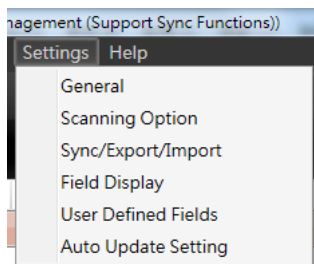 nagement (Support Sync Functions))
Settings Help
General
Scanning Option
Sync/Export/Import
Field Display
User Defined Fields
Auto Update Setting